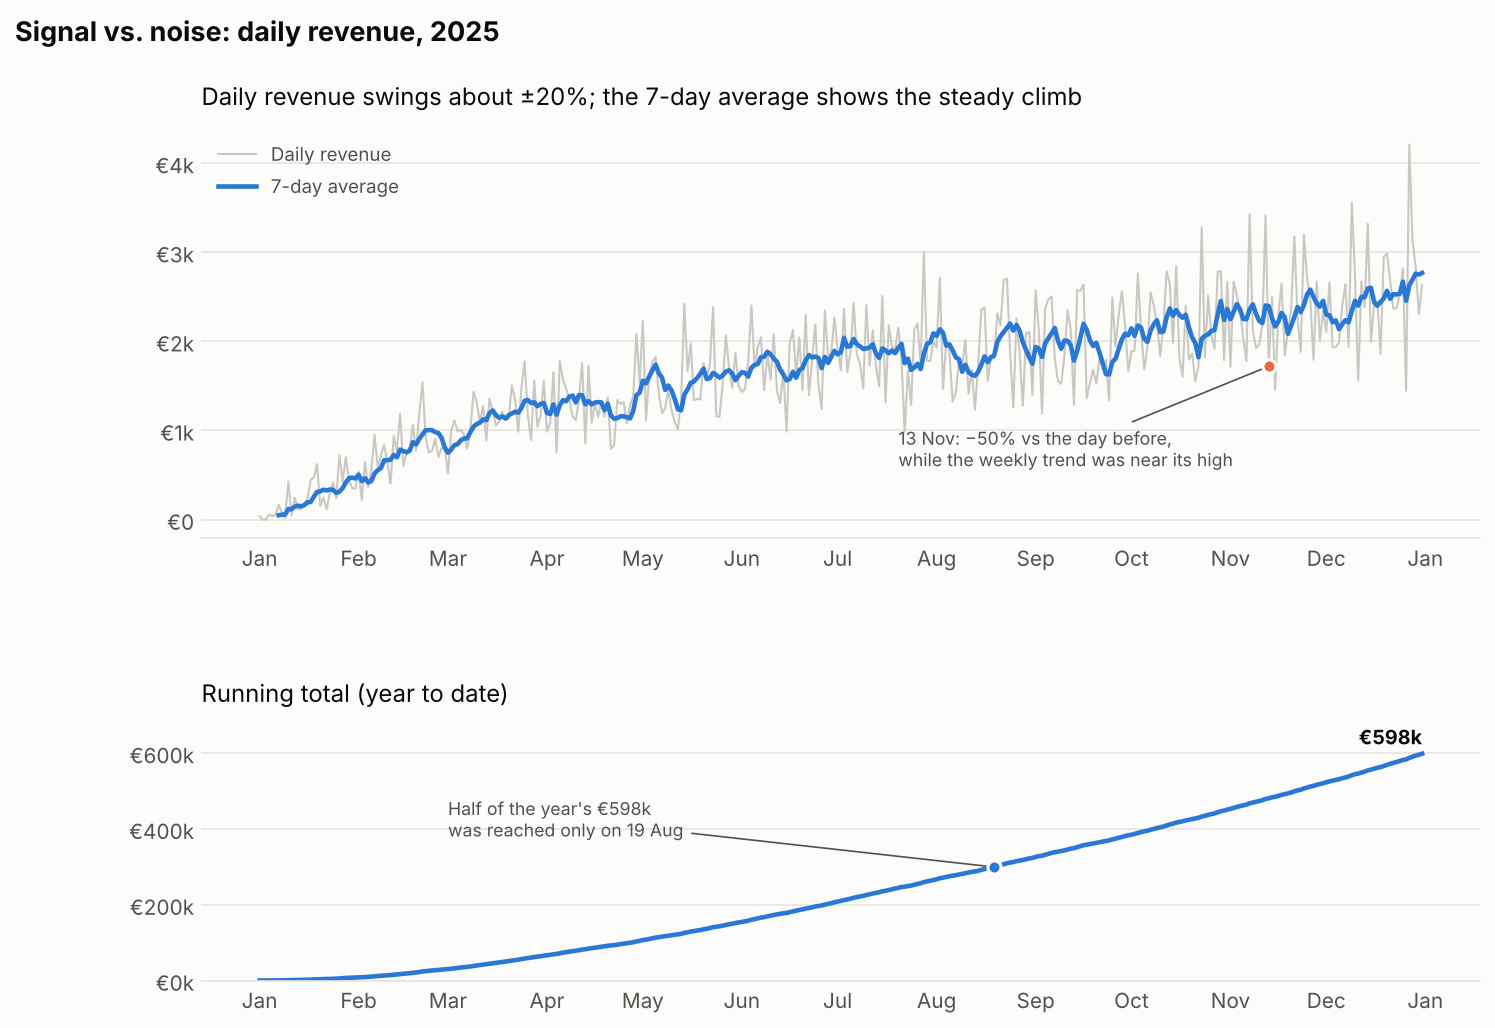 Signal vs. noise: daily revenue, 2025
Daily revenue swings about ±20%; the 7-day average shows the steady climb
Daily revenue
7-day average
€4k
€3k
€2k
€1k
€0
13 Nov: −50% vs the day before,
while the weekly trend was near its high
Jan Feb Mar Apr May Jun Jul Aug Sep Oct Nov Dec Jan
Running total (year to date)
€598k
€600k
€400k
€200k
€0k
Half of the year's €598k
was reached only on 19 Aug
Jan Feb Mar Apr May Jun Jul Aug Sep Oct Nov Dec Jan